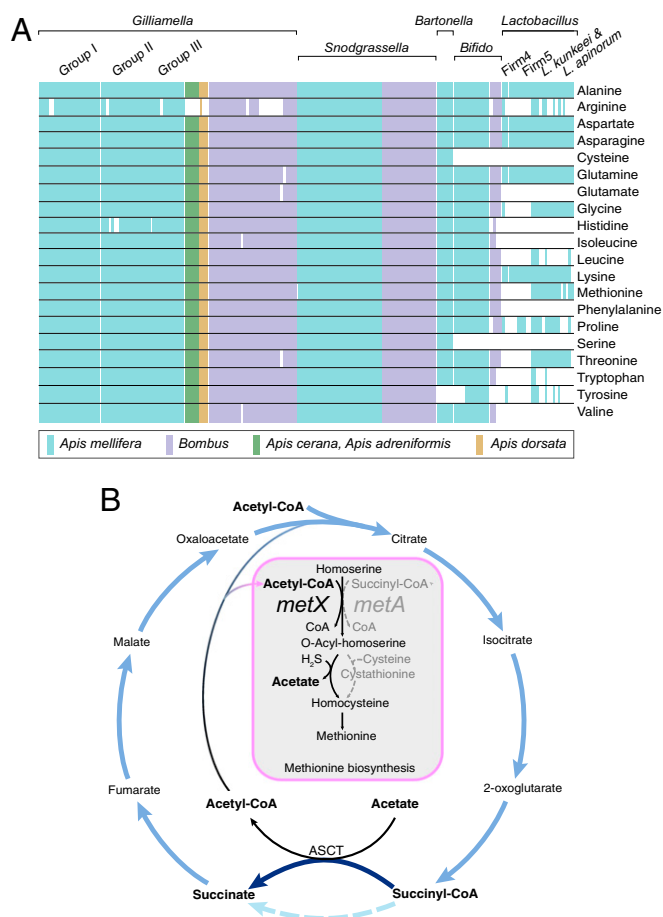 A
Gilliamella
Bartonella
Lactobacillus
Group I
Group II
Group III
Snodgrassella
Bifido
Firm4
Firm5
L. kunkeei &
L. apinorum
Alanine
Arginine
Aspartate
Asparagine
Cysteine
Glutamine
Glutamate
Glycine
Histidine
Isoleucine
Leucine
Lysine
Methionine
Phenylalanine
Proline
Serine
Threonine
Tryptophan
Tyrosine
Valine
Apis mellifera
Bombus
Apis cerana, Apis adreniformis
Apis dorsata
B
Acetyl-CoA
Oxaloacetate
Citrate
Homoserine
Acetyl-CoA
Succinyl-CoA
metX
metA
CoA
CoA
Malate
Isocitrate
O-Acyl-homoserine
H2S
Cysteine
Cystathionine
Acetate
Homocysteine
Methionine
Methionine biosynthesis
Fumarate
2-oxoglutarate
Acetyl-CoA
Acetate
ASCT
Succinate
Succinyl-CoA